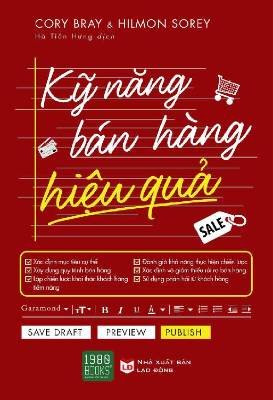 CORY BRAY & HILMON SOREY
Hà Tiến Hưng dịch
Kỹ năng
bán hàng
hiệu quả
SALE
Xác định mục tiêu cụ thể
Xây dựng quy trình bán hàng
Lập chiến lược khai thác khách hàng
tiềm năng
Đánh giá khả năng thực hiện chiến lược
Xác định và giảm thiểu rủi ro bán hàng
Sử dụng phản hồi từ khách hàng
Garamond
B I U A
SAVE DRAFT PREVIEW PUBLISH
1980 BOOKS
NHÀ XUẤT BẢN
LAO ĐỘNG